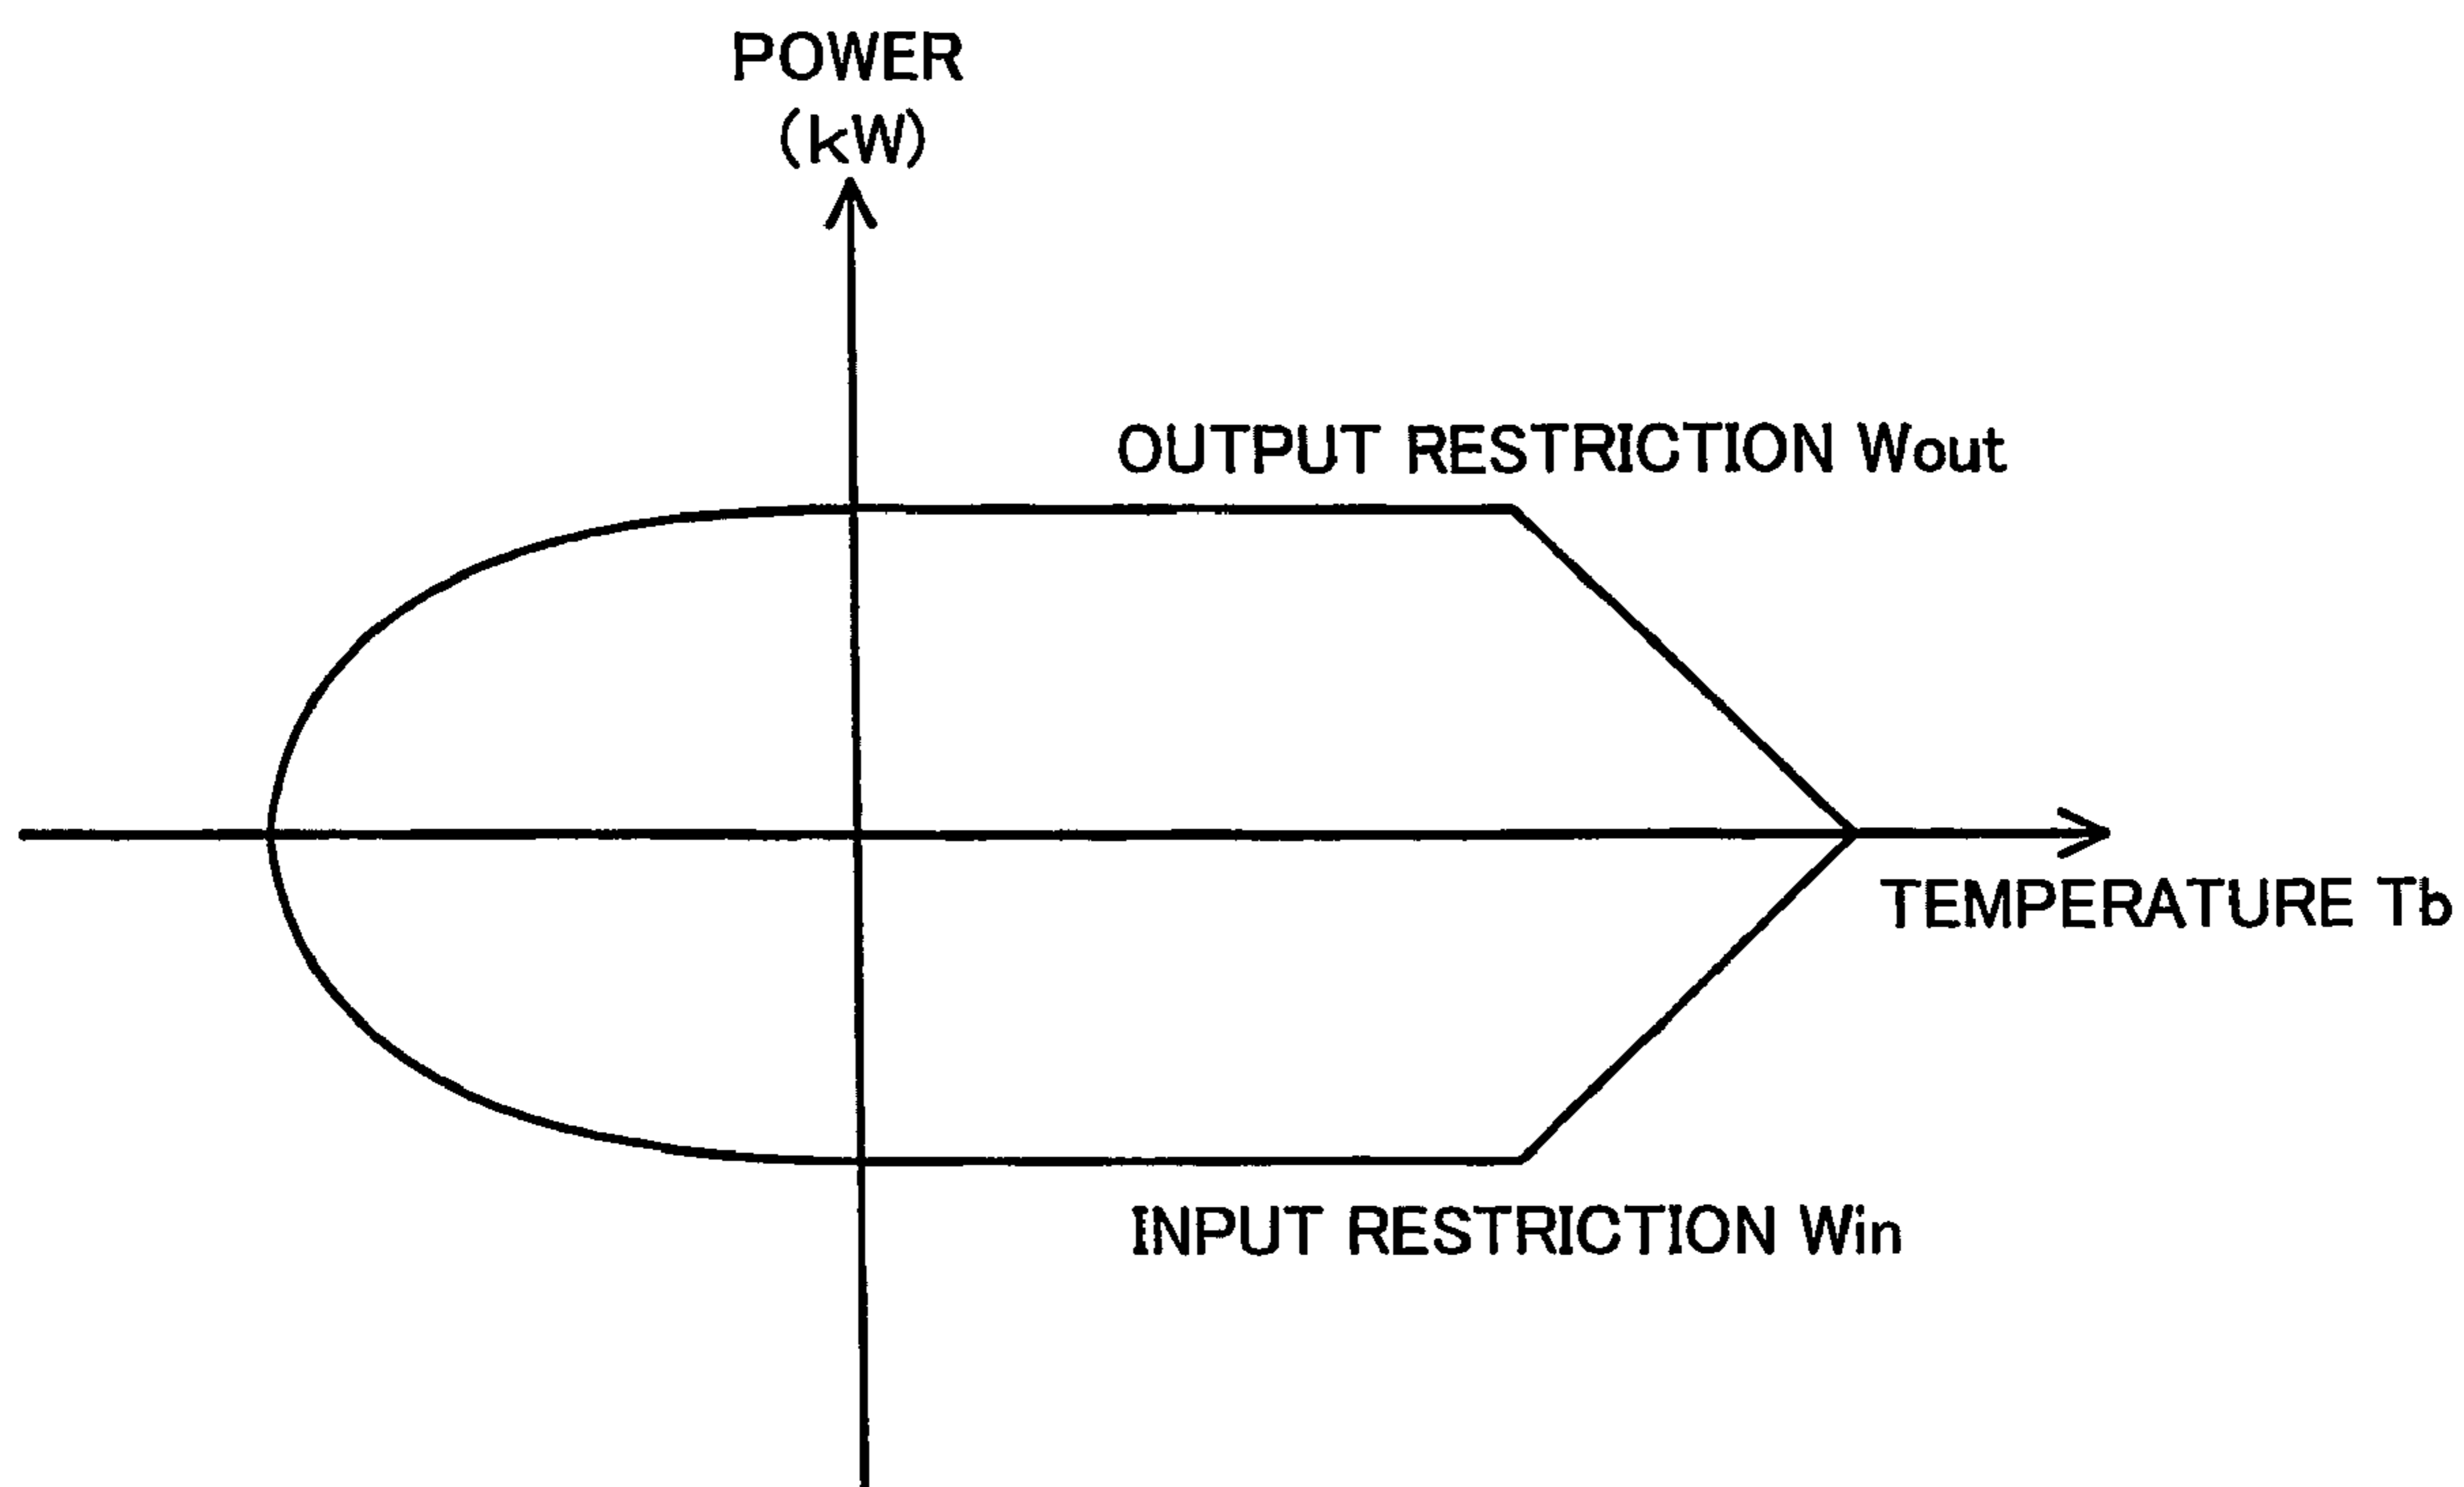 POWER
(kW)
OUTPUT RESTRICTION Wout
TEMPERATURE Tb
INPUT RESTRICTION Win